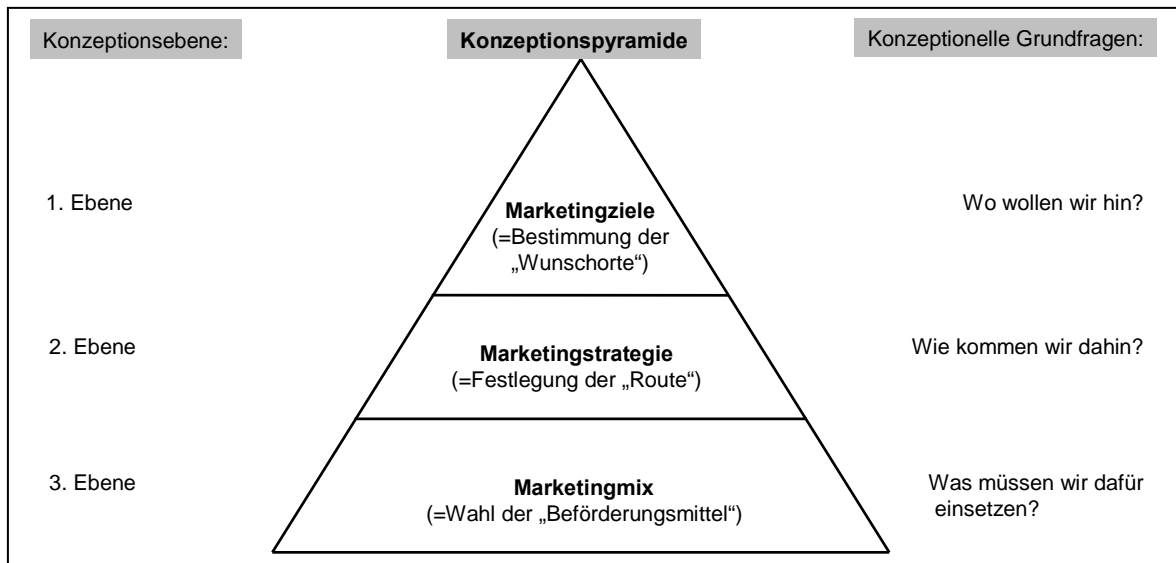 Konzeptionsebene:
Konzeptionspyramide
Konzeptionelle Grundfragen:
1. Ebene
Marketingziele
(=Bestimmung der
„Wunschorte“)
Wo wollen wir hin?
2. Ebene
Marketingstrategie
(=Festlegung der „Route“)
Wie kommen wir dahin?
3. Ebene
Marketingmix
(=Wahl der „Beförderungsmittel“)
Was müssen wir dafür
einsetzen?